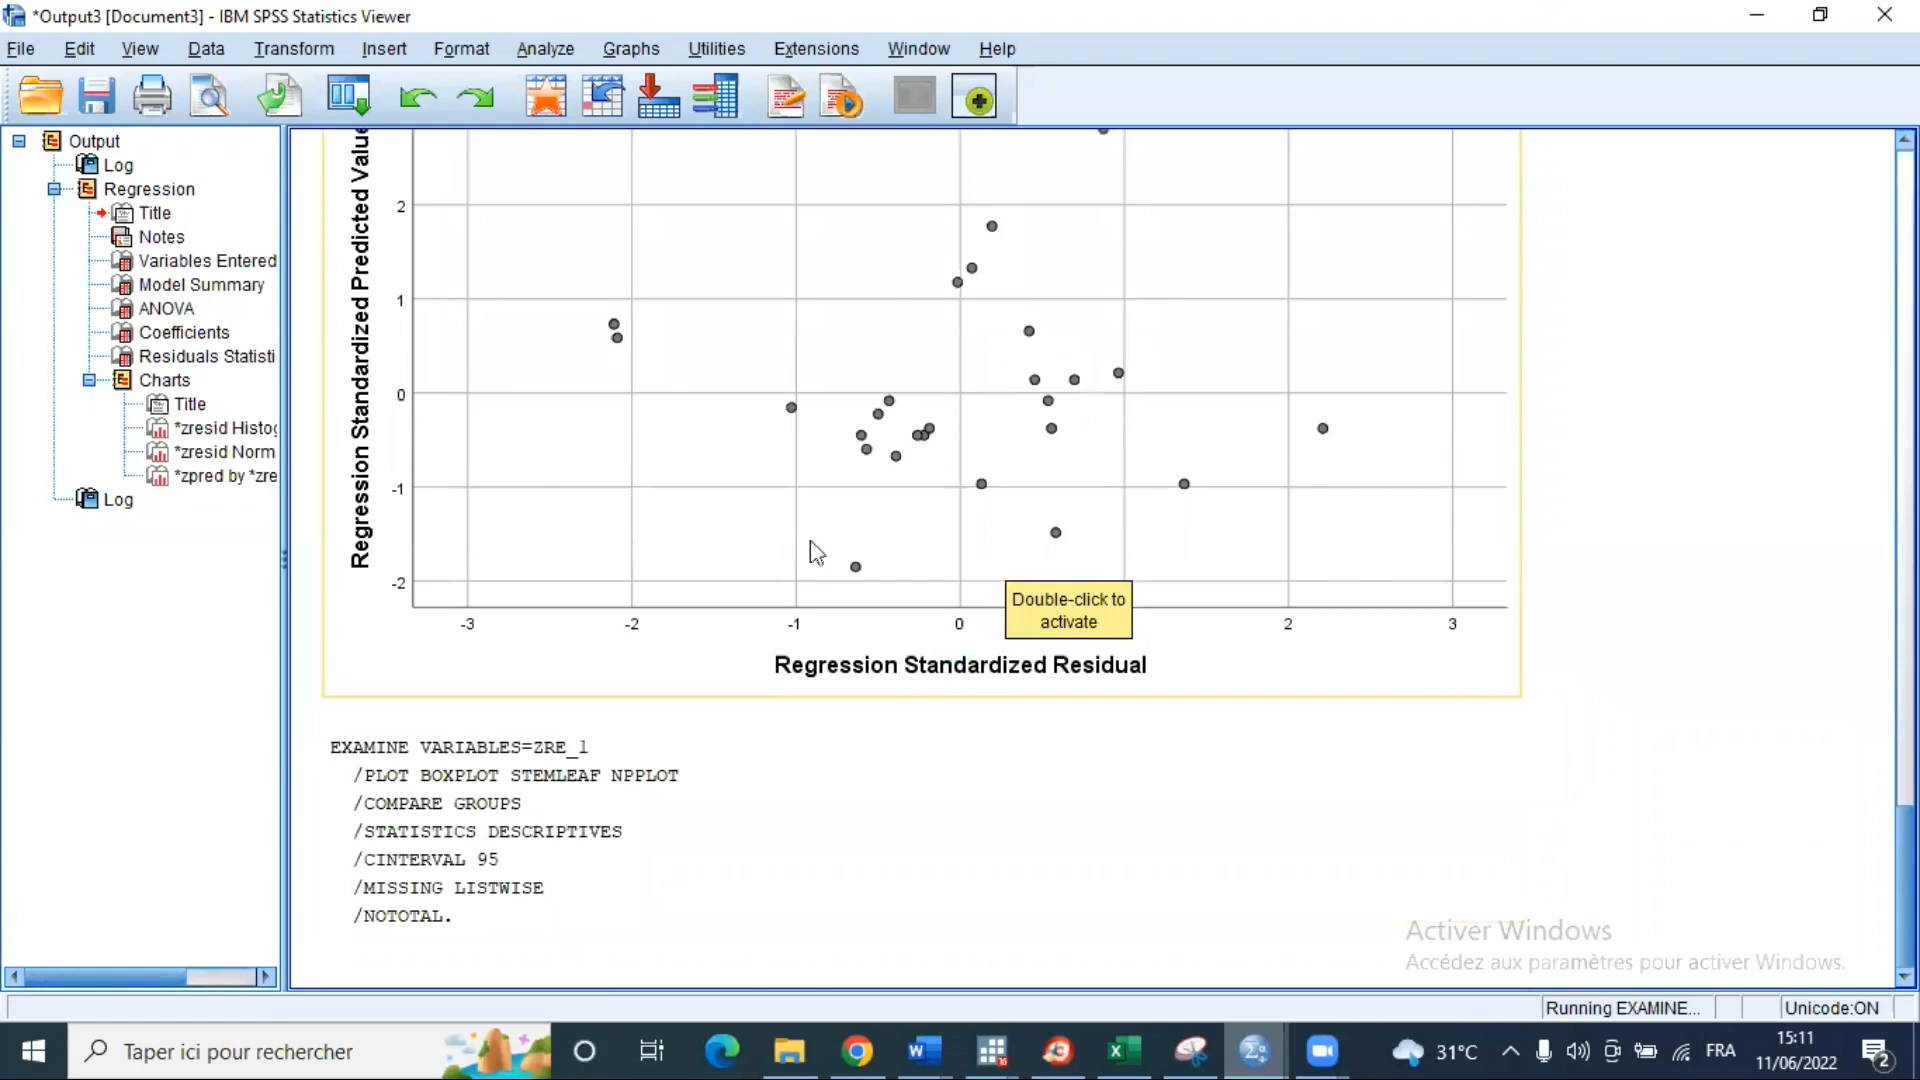 *Output3 [Document3] - IBM SPSS Statistics Viewer
File Edit View Data Transform Insert Format Analyze Graphs Utilities Extensions Window Help
Output
Log
Regression
Title
Notes
Variables Entered
Model Summary
ANOVA
Coefficients
Residuals Statisti
Charts
Title
*zresid Histog
*zresid Norm
*zpred by *zre
Log
Regression Standardized Predicted Value
2
1
0
-1
-2
-3 -2 -1 0 2 3
Double-click to
activate
Regression Standardized Residual
EXAMINE VARIABLES=ZRE_1
/PLOT BOXPLOT STEMLEAF NPPLOT
/COMPARE GROUPS
/STATISTICS DESCRIPTIVES
/CINTERVAL 95
/MISSING LISTWISE
/NOTOTAL.
Activer Windows
Accédez aux paramètres pour activer Windows.
Running EXAMINE... Unicode:ON
Taper ici pour rechercher
31°C
FRA
15:11
11/06/2022
2